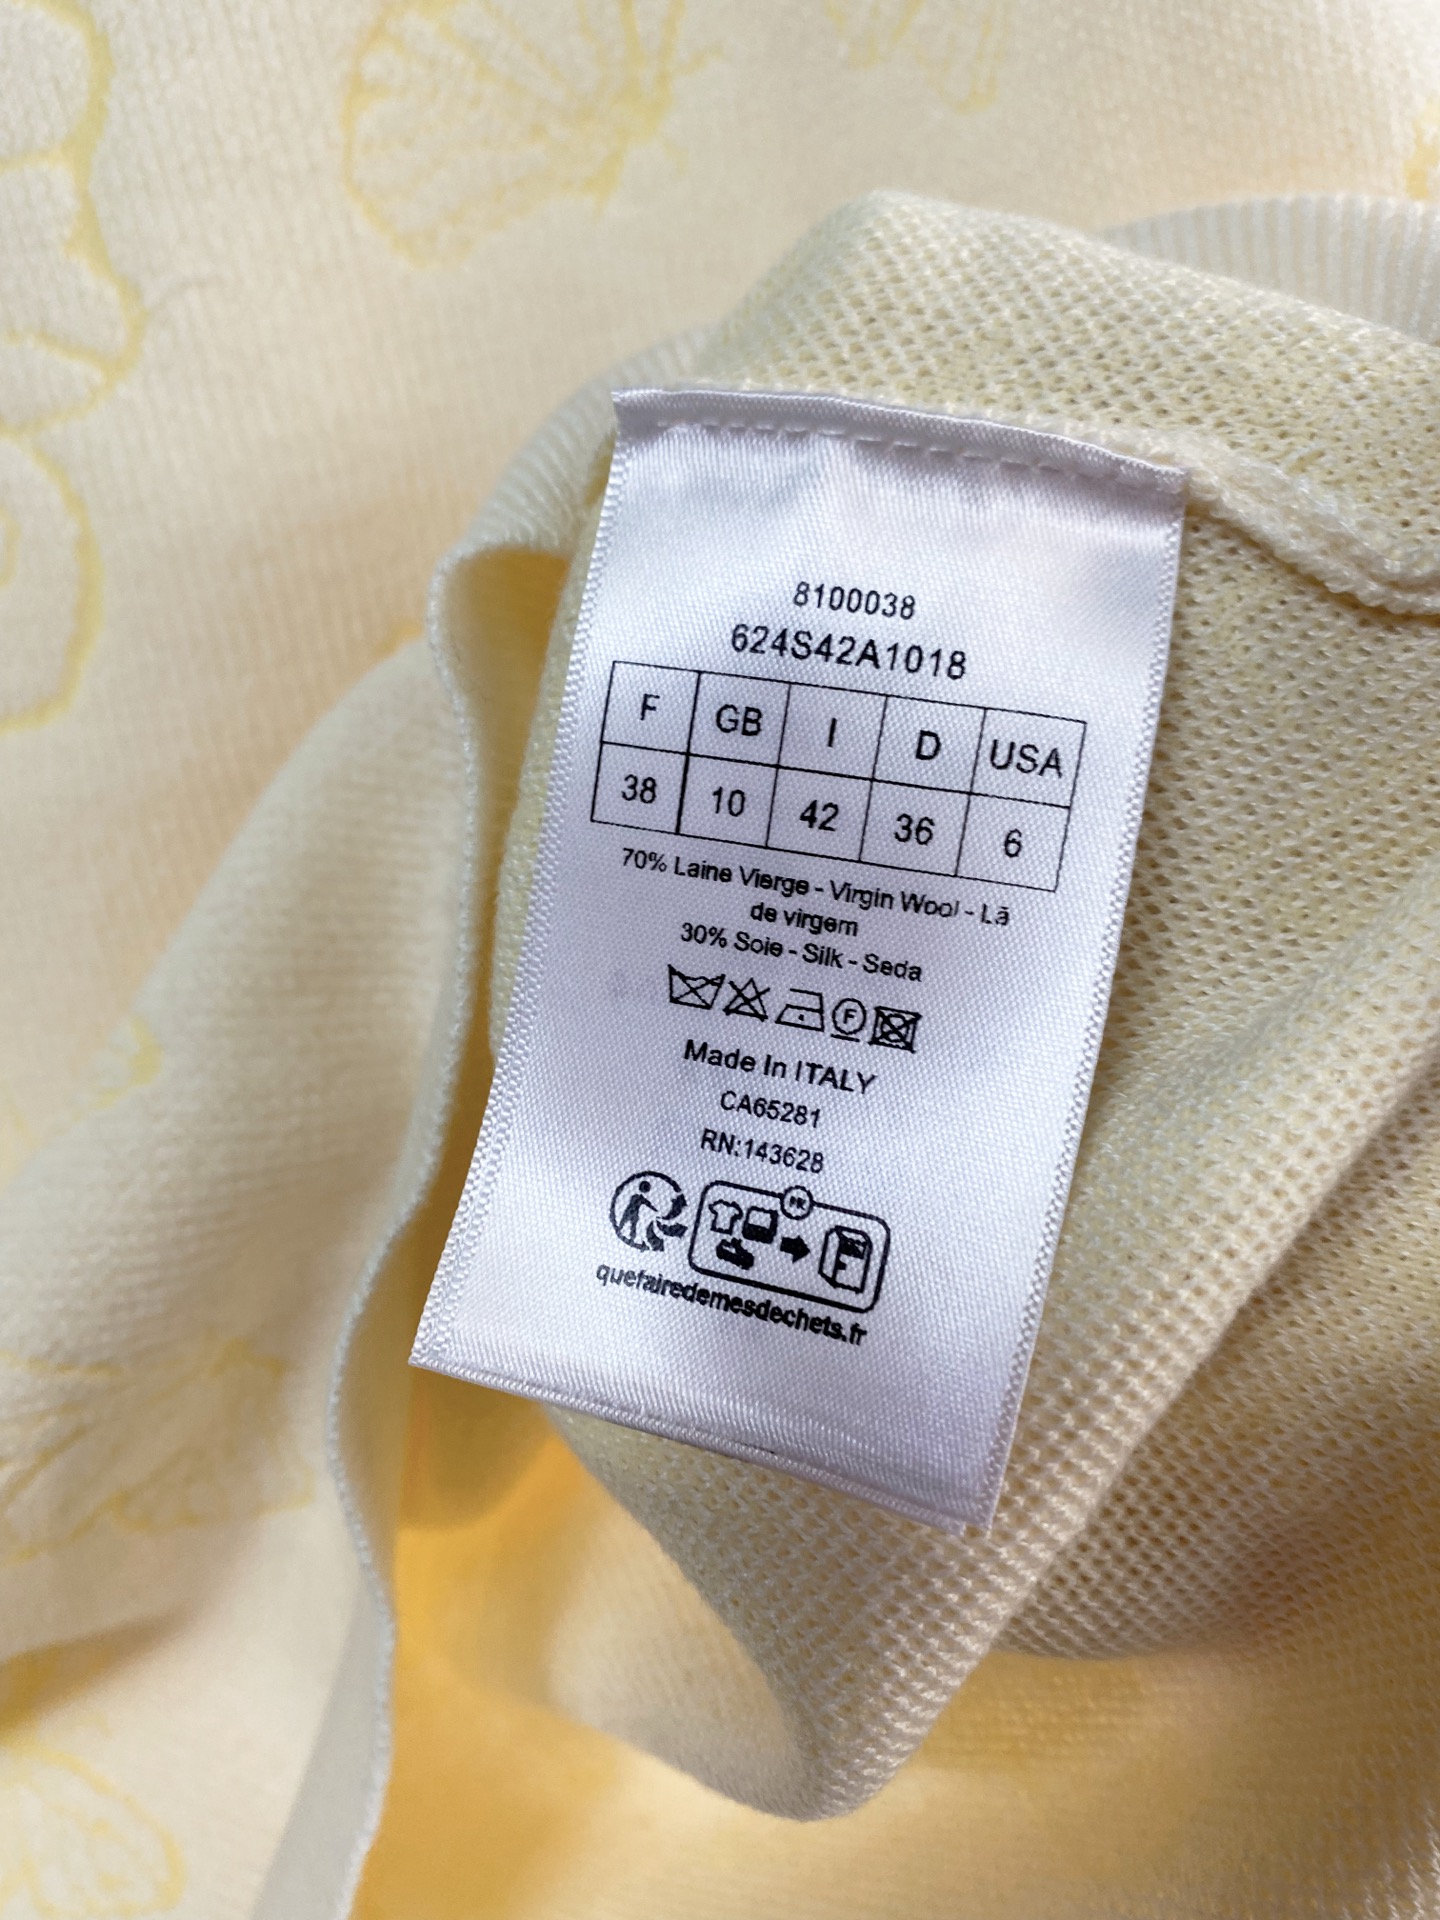 8100038
624S42A1018
F GB I D USA
38 10 42 36 6
70% Laine Vierge - Virgin Wool - Lã
de virgem
30% Soie - Silk - Seda
F
Made In ITALY
CA65281
RN:143628
FR
quefairedemesdechets.fr